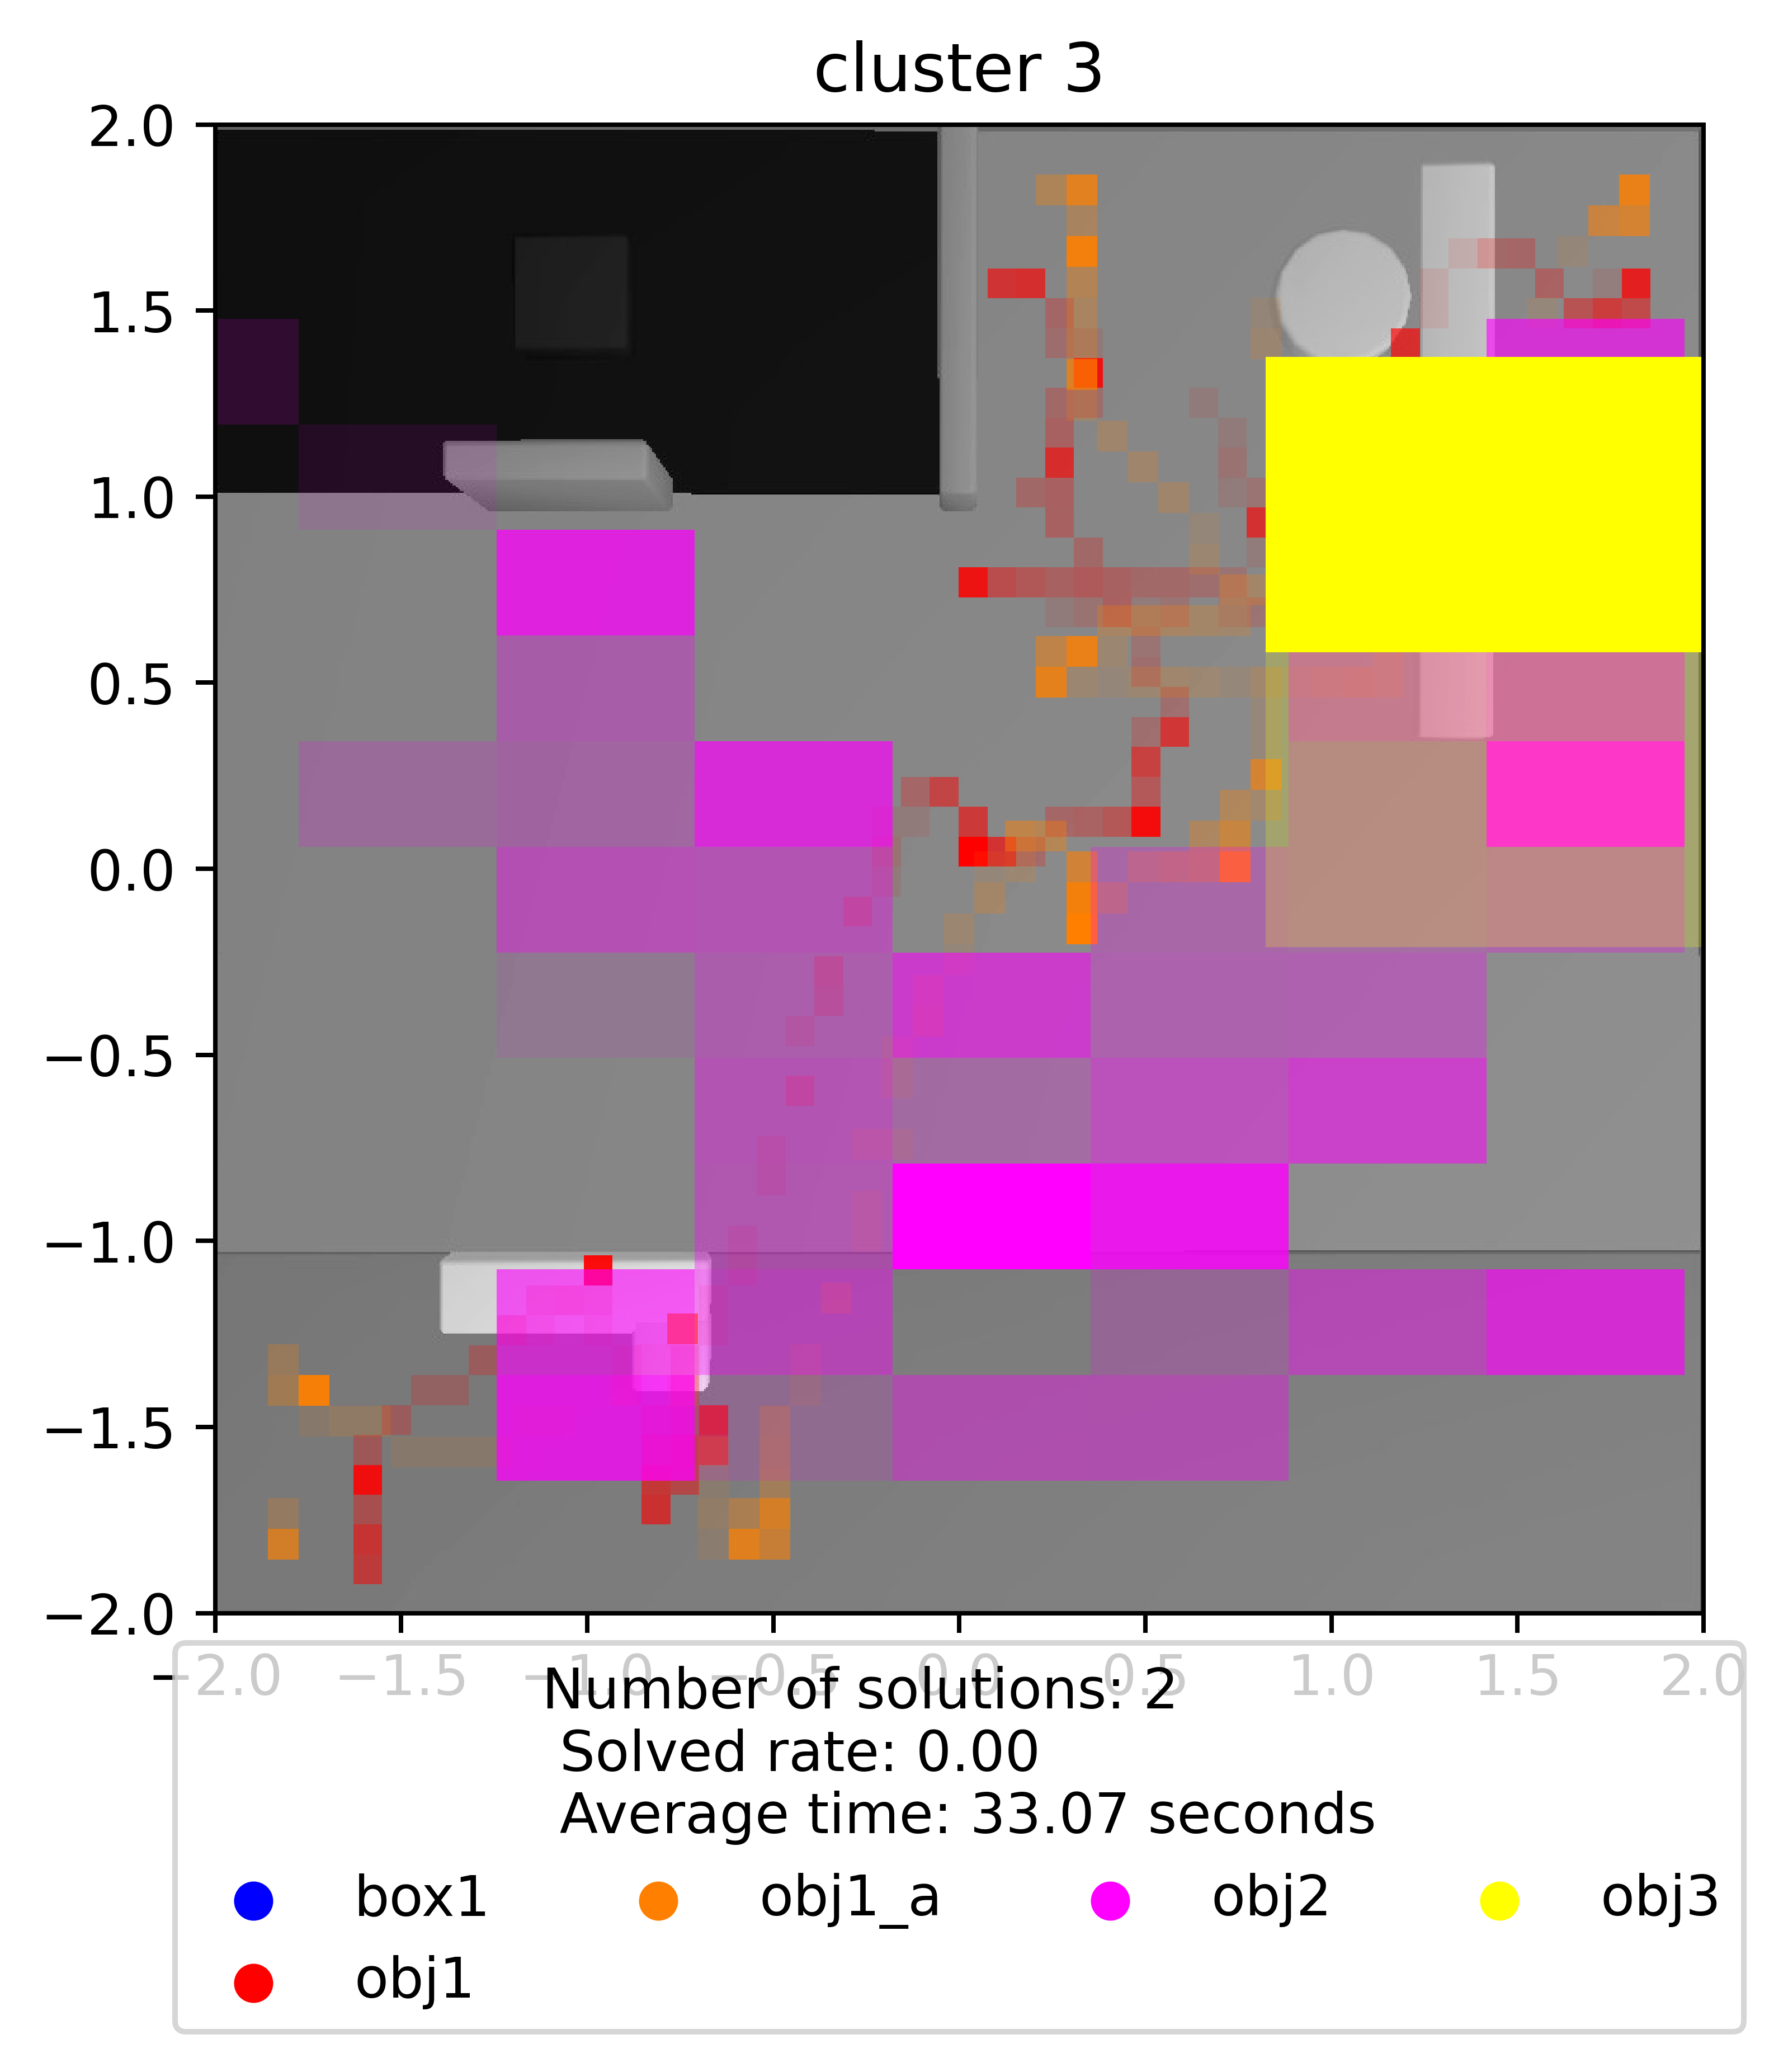 cluster 3
2.0
1.5
1.0
0.5
0.0
−0.5
−1.0
−1.5
−2.0
−2.0 −1.5 −1.0 −0.5 0.0 0.5 1.0 1.5 2.0
Number of solutions: 2
Solved rate: 0.00
Average time: 33.07 seconds
box1 obj1_a obj2 obj3
obj1